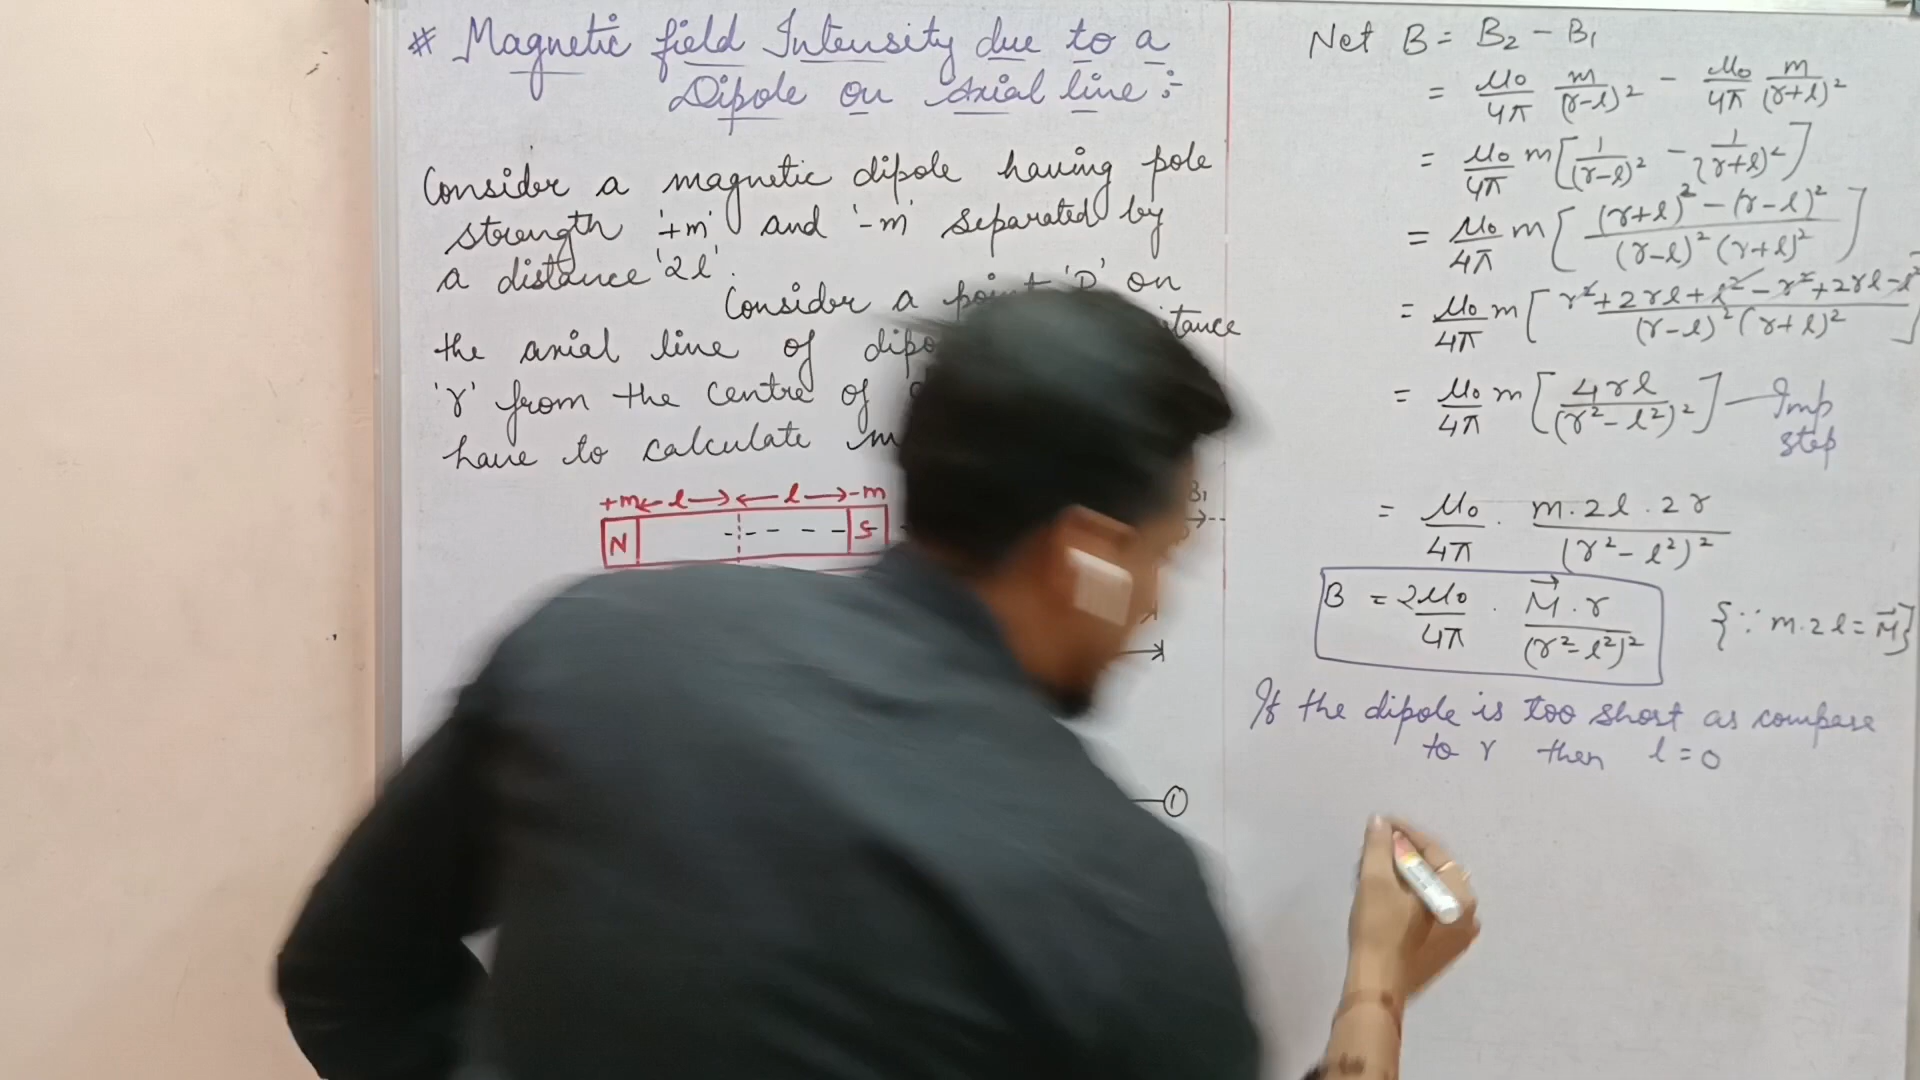 # Magnetic field Intensity due to a
Dipole on Axial line :-
Consider a magnetic dipole having pole
strength '+m' and '-m' separated by
a distance '2l'.
Consider a point 'P' on
the axial line of
'r' from the centre of
have to calculate
+m ← l → ← l → -m
N S
B₁
①
Net B = B₂ - B₁
= μ₀/4π m/(r-l)² - μ₀/4π m/(r+l)²
= μ₀/4π m [1/(r-l)² - 1/(r+l)²]
= μ₀/4π m [(r+l)² - (r-l)² / (r-l)² (r+l)²]
= μ₀/4π m [r² + 2rl + l² - r² + 2rl - l² / (r-l)² (r+l)²]
= μ₀/4π m [4rl / (r² - l²)²] — Imp step
= μ₀/4π . m.2l.2r / (r² - l²)²
B = 2μ₀/4π . M⃗.r / (r² - l²)² {∵ m.2l = M⃗}
If the dipole is too short as compare
to r then l = 0